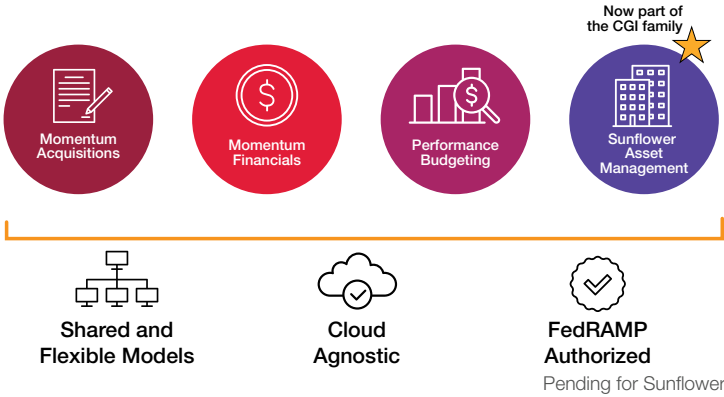 Now part of
the CGI family
Momentum
Acquisitions
$
Momentum
Financials
$
Performance
Budgeting
Sunflower
Asset
Management
Shared and
Flexible Models
Cloud
Agnostic
FedRAMP
Authorized
Pending for Sunflower